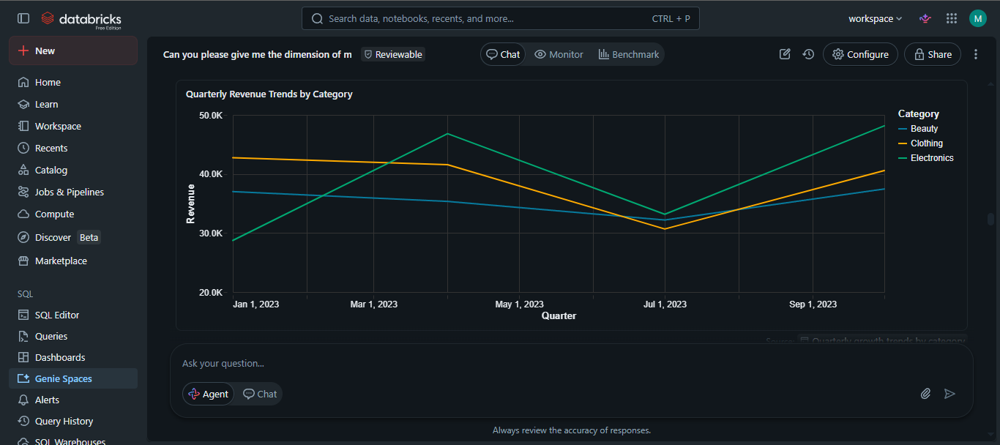 databricks
Free Edition
Search data, notebooks, recents, and more...
CTRL + P
workspace
M
New
Home
Learn
Workspace
Recents
Catalog
Jobs & Pipelines
Compute
Discover Beta
Marketplace
SQL
SQL Editor
Queries
Dashboards
Genie Spaces
Alerts
Query History
SQL Warehouses
Can you please give me the dimension of m
Reviewable
Chat
Monitor
Benchmark
Configure
Share
Quarterly Revenue Trends by Category
50.0K
40.0K
30.0K
20.0K
Revenue
Jan 1, 2023
Mar 1, 2023
May 1, 2023
Jul 1, 2023
Sep 1, 2023
Quarter
Category
Beauty
Clothing
Electronics
Source: Quarterly growth trends by category
Ask your question...
Agent
Chat
Always review the accuracy of responses.